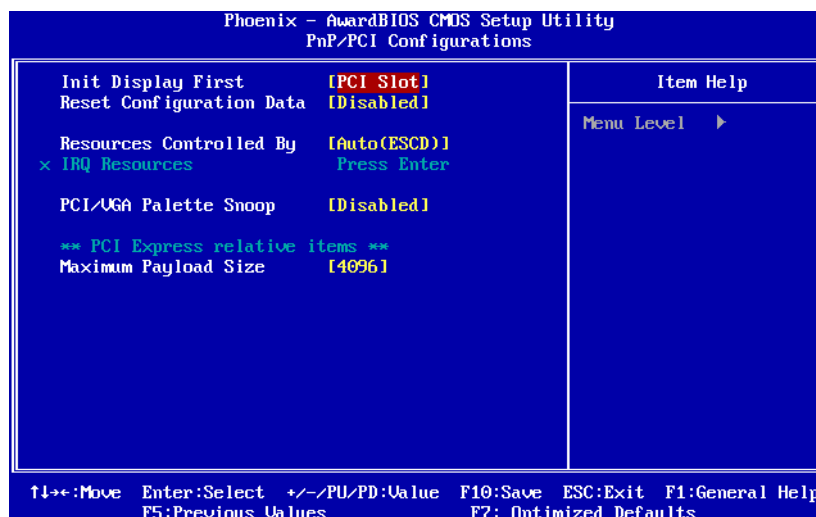 Phoenix - AwardBIOS CMOS Setup Utility
PnP/PCI Configurations
Init Display First [PCI Slot]
Reset Configuration Data [Disabled]
Resources Controlled By [Auto(ESCD)]
x IRQ Resources Press Enter
PCI/VGA Palette Snoop [Disabled]
** PCI Express relative items **
Maximum Payload Size [4096]
Item Help
Menu Level ▶
↑↓→←:Move Enter:Select +/-/PU/PD:Value F10:Save ESC:Exit F1:General Help
F5:Previous Values F7: Optimized Defaults